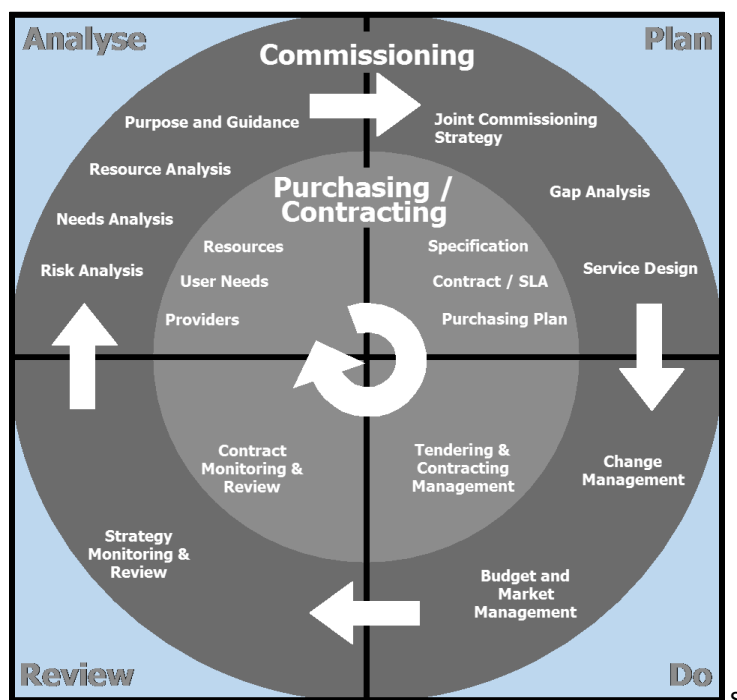 Analyse
Plan
Commissioning
Purpose and Guidance
Resource Analysis
Needs Analysis
Risk Analysis
Joint Commissioning
Strategy
Gap Analysis
Service Design
Purchasing /
Contracting
Resources
User Needs
Providers
Specification
Contract / SLA
Purchasing Plan
Contract
Monitoring &
Review
Tendering &
Contracting
Management
Change
Management
Strategy
Monitoring &
Review
Budget and
Market
Management
Review
Do
s